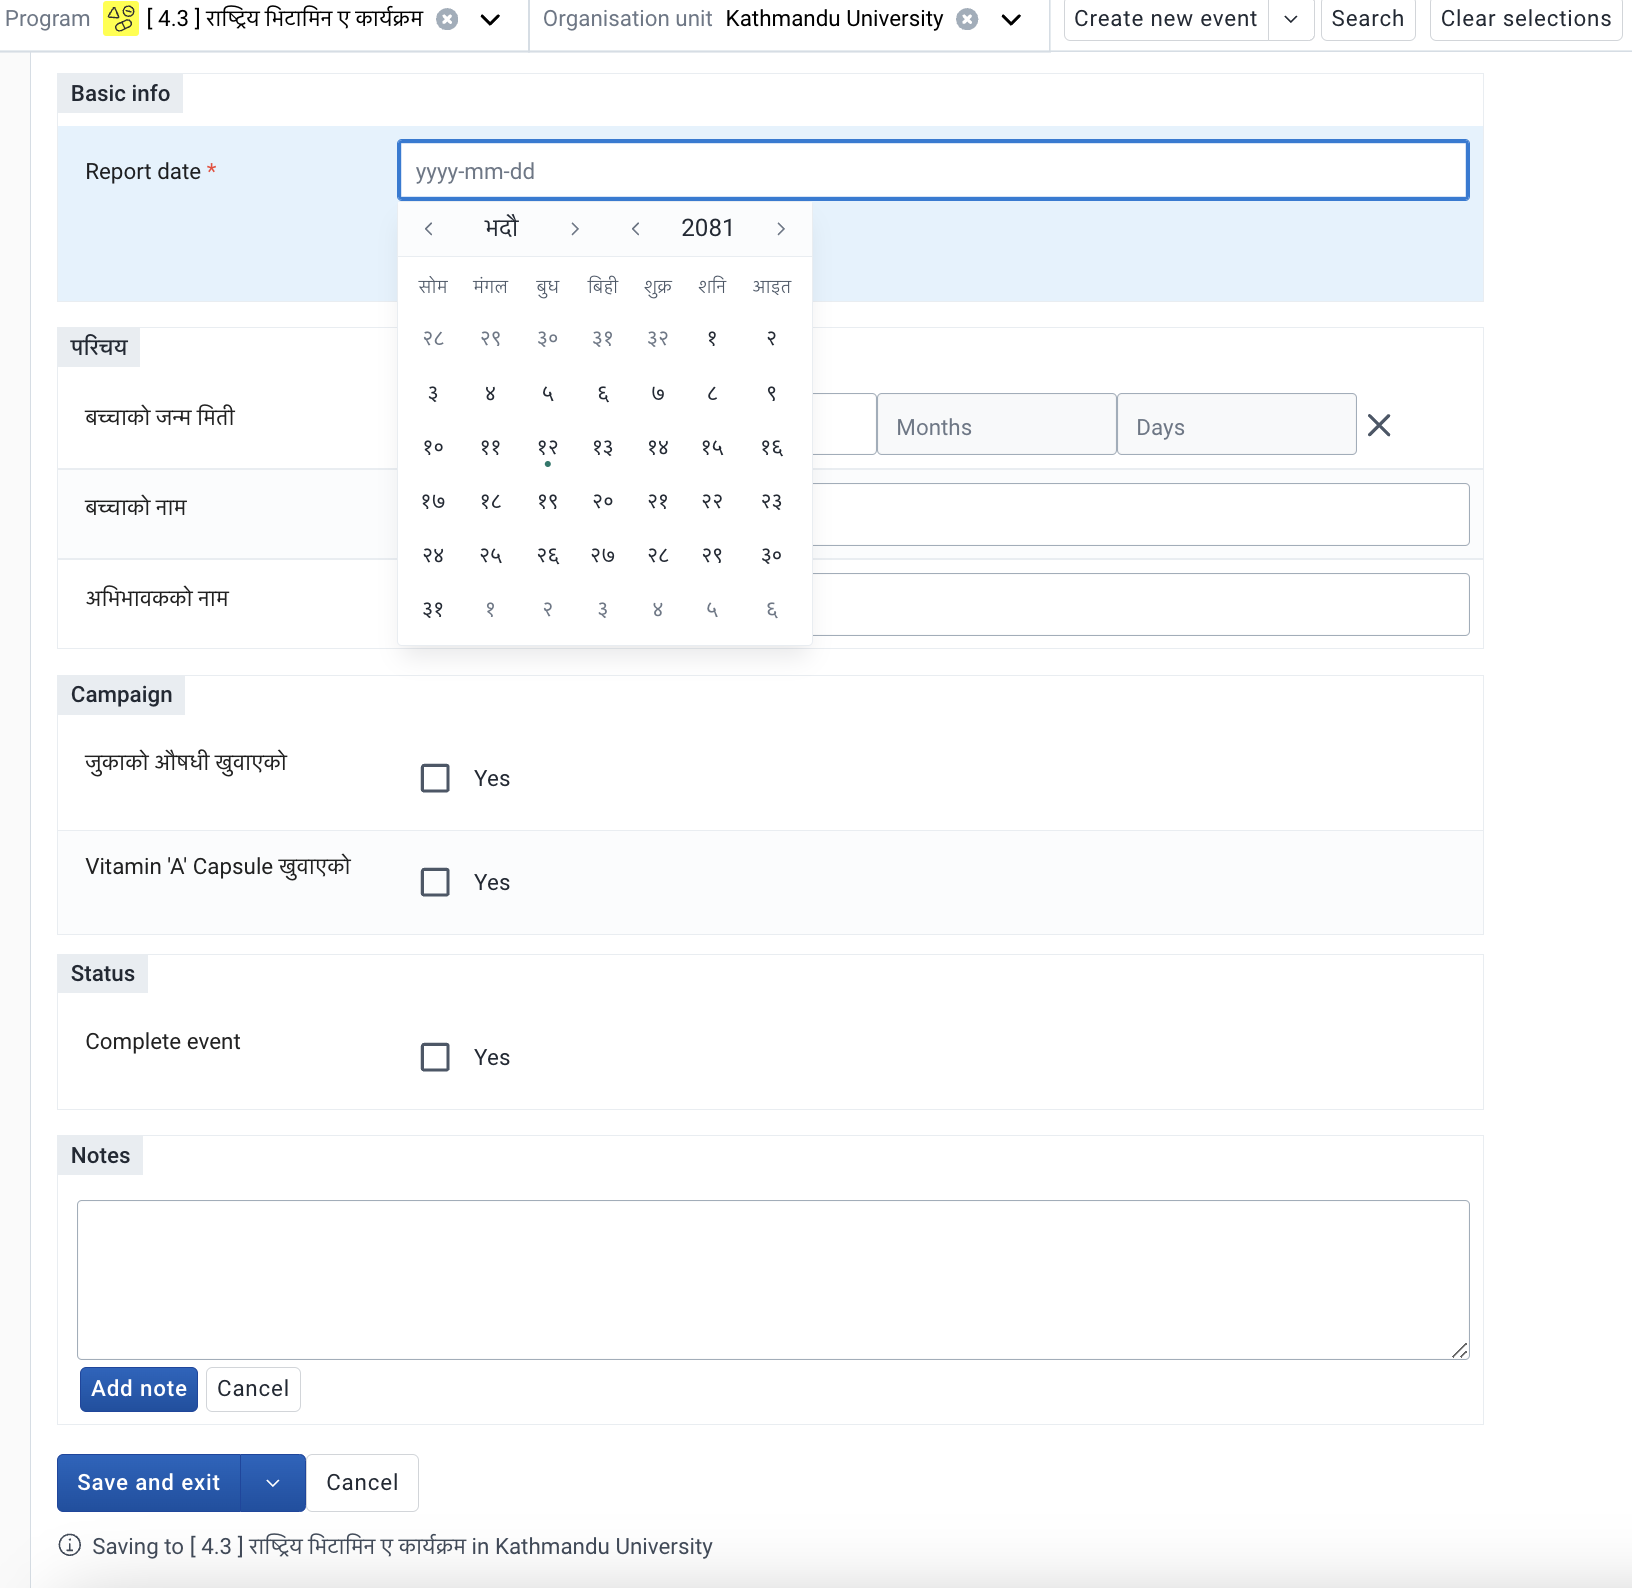 Program [ 4.3 ] राष्ट्रिय भिटामिन ए कार्यक्रम Organisation unit Kathmandu University Create new event Search Clear selections
Basic info
Report date * yyyy-mm-dd
भदौ 2081
सोम मंगल बुध बिही शुक्र शनि आइत
२८ २९ ३० ३१ ३२ १ २
३ ४ ५ ६ ७ ८ ९
१० ११ १२ १३ १४ १५ १६
१७ १८ १९ २० २१ २२ २३
२४ २५ २६ २७ २८ २९ ३०
३१ १ २ ३ ४ ५ ६
परिचय
बच्चाको जन्म मिती Months Days
बच्चाको नाम
अभिभावकको नाम
Campaign
जुकाको औषधी खुवाएको Yes
Vitamin 'A' Capsule खुवाएको Yes
Status
Complete event Yes
Notes
Add note Cancel
Save and exit Cancel
Saving to [ 4.3 ] राष्ट्रिय भिटामिन ए कार्यक्रम in Kathmandu University